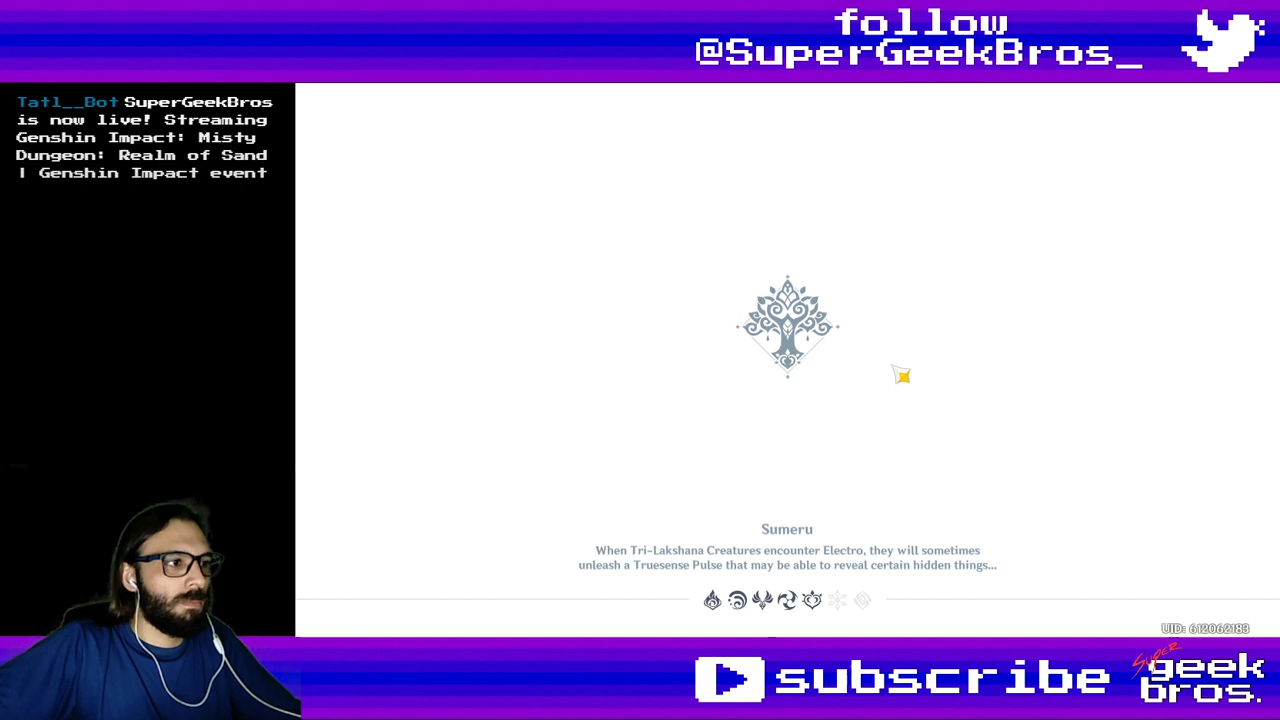 follow
@SuperGeekBros_
Tatl__Bot SuperGeekBros
is now live! Streaming
Genshin Impact: Misty
Dungeon: Realm of Sand
| Genshin Impact event
Sumeru
When Tri-Lakshana Creatures encounter Electro, they will sometimes
unleash a Truesense Pulse that may be able to reveal certain hidden things...
UID: 612062183
subscribe
SUPER
geek
bros.